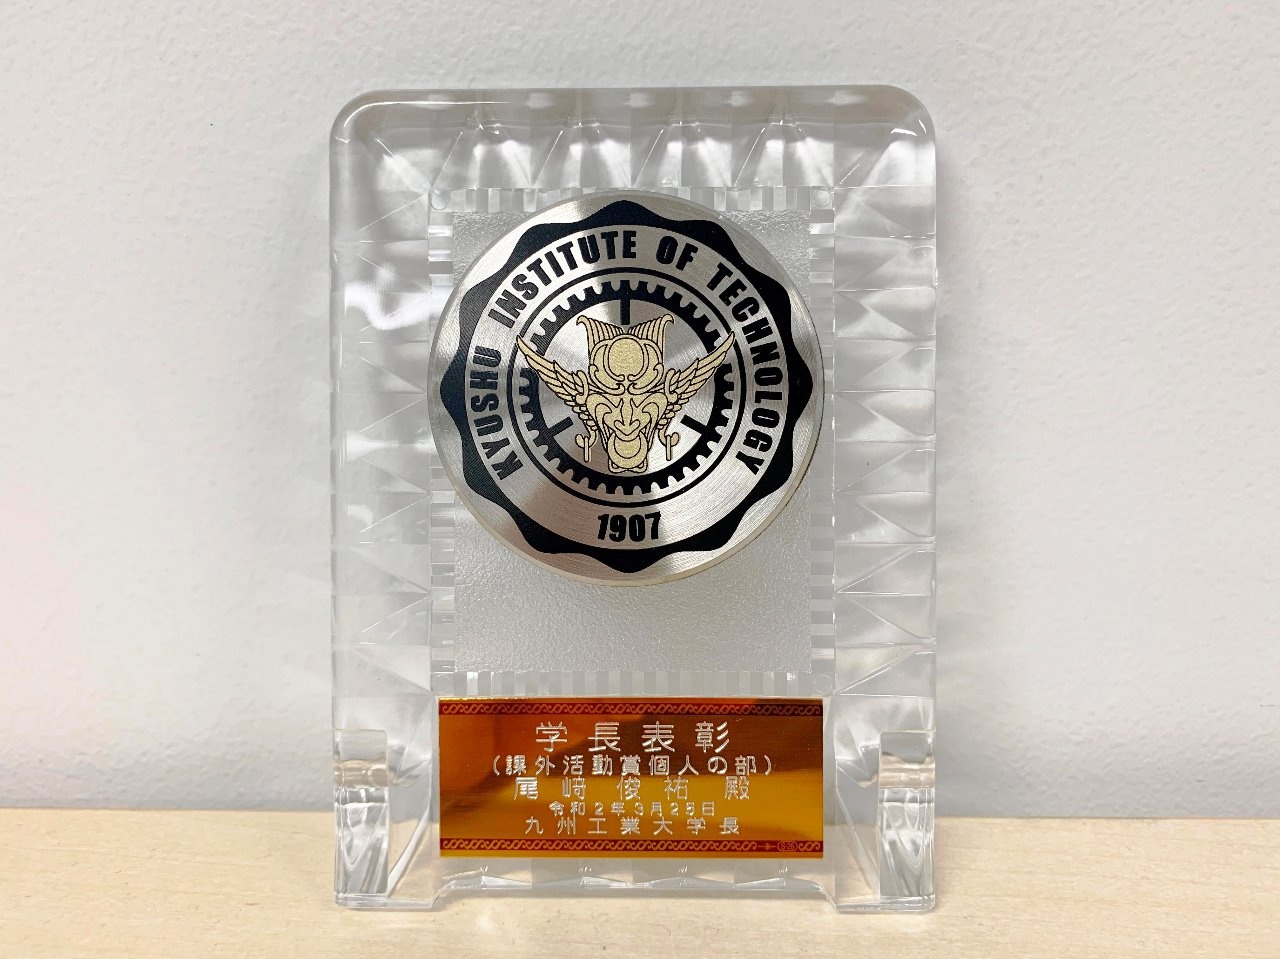 KYUSHU INSTITUTE OF TECHNOLOGY
1907
学長表彰
(課外活動賞個人の部)
尾崎俊祐 殿
令和2年3月25日
九州工業大学長